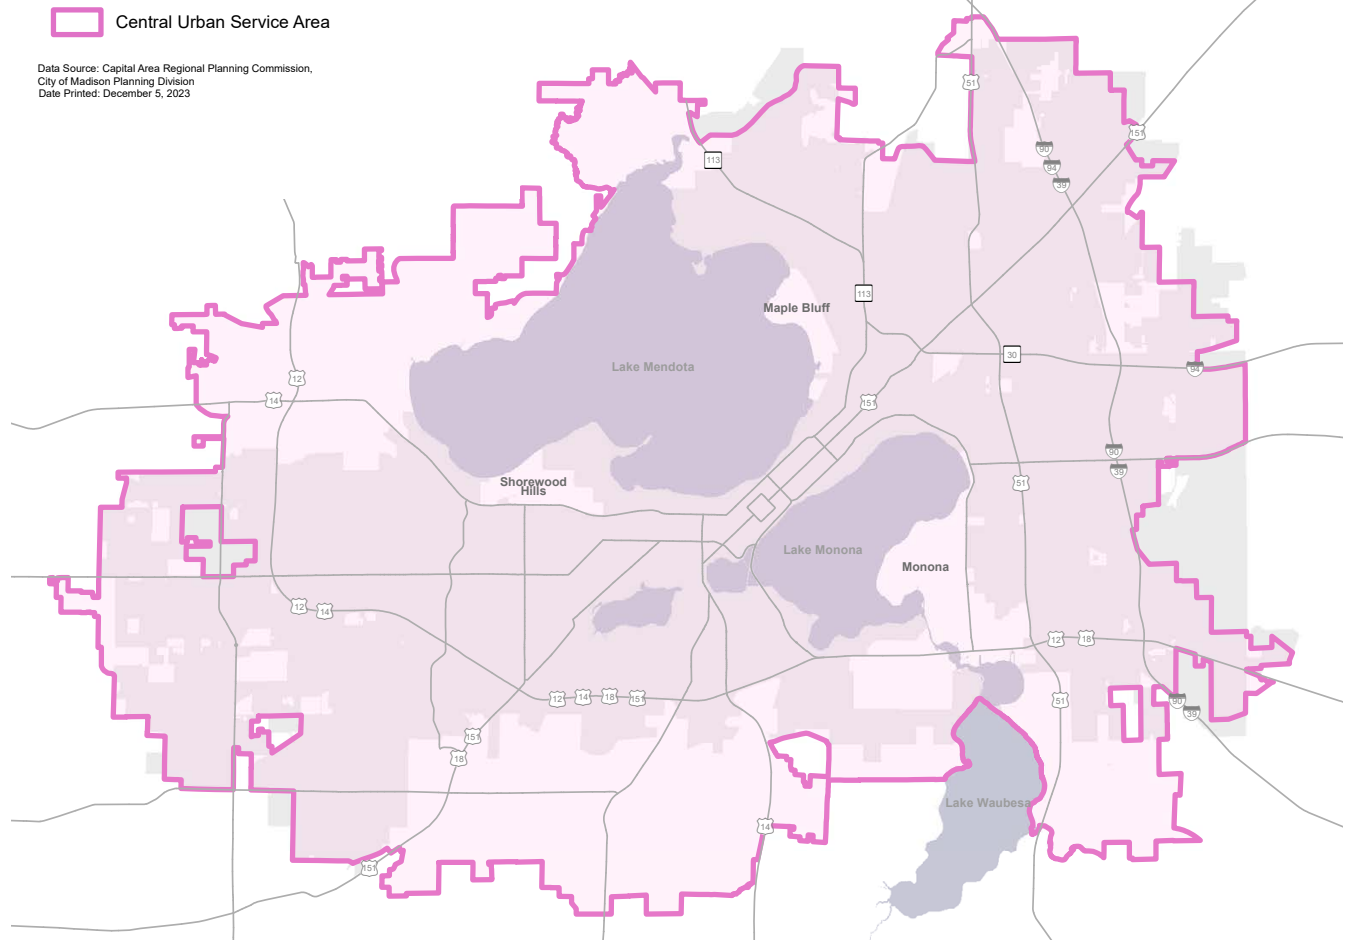 Central Urban Service Area
Data Source: Capital Area Regional Planning Commission,
City of Madison Planning Division
Date Printed: December 5, 2023
51
151
90
94
39
113
113
Maple Bluff
30
Lake Mendota
94
12
14
151
90
39
Shorewood
Hills
51
Lake Monona
Monona
12
14
12
18
12
14
18
151
51
90
39
151
18
Lake Waubesa
14
151